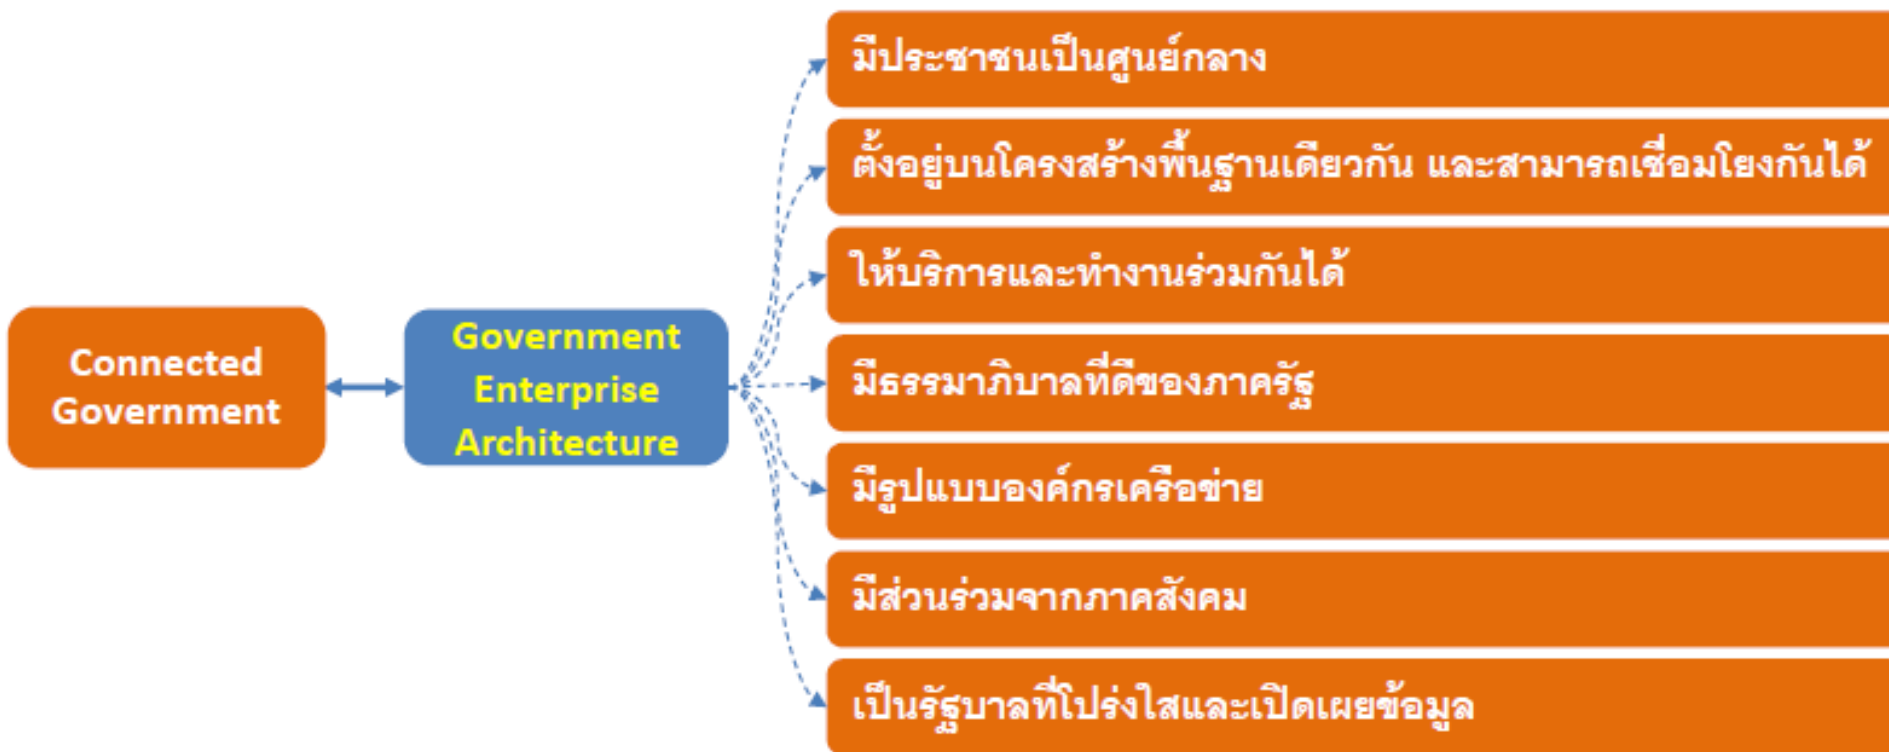 มีประชาชนเป็นศูนย์กลาง
ตั้งอยู่บนโครงสร้างพื้นฐานเดียวกัน และสามารถเชื่อมโยงกันได้
ให้บริการและทำงานร่วมกันได้
Connected
Government
Government
Enterprise
Architecture
มีธรรมาภิบาลที่ดีของภาครัฐ
มีรูปแบบองค์กรเครือข่าย
มีส่วนร่วมจากภาคสังคม
เป็นรัฐบาลที่โปร่งใสและเปิดเผยข้อมูล